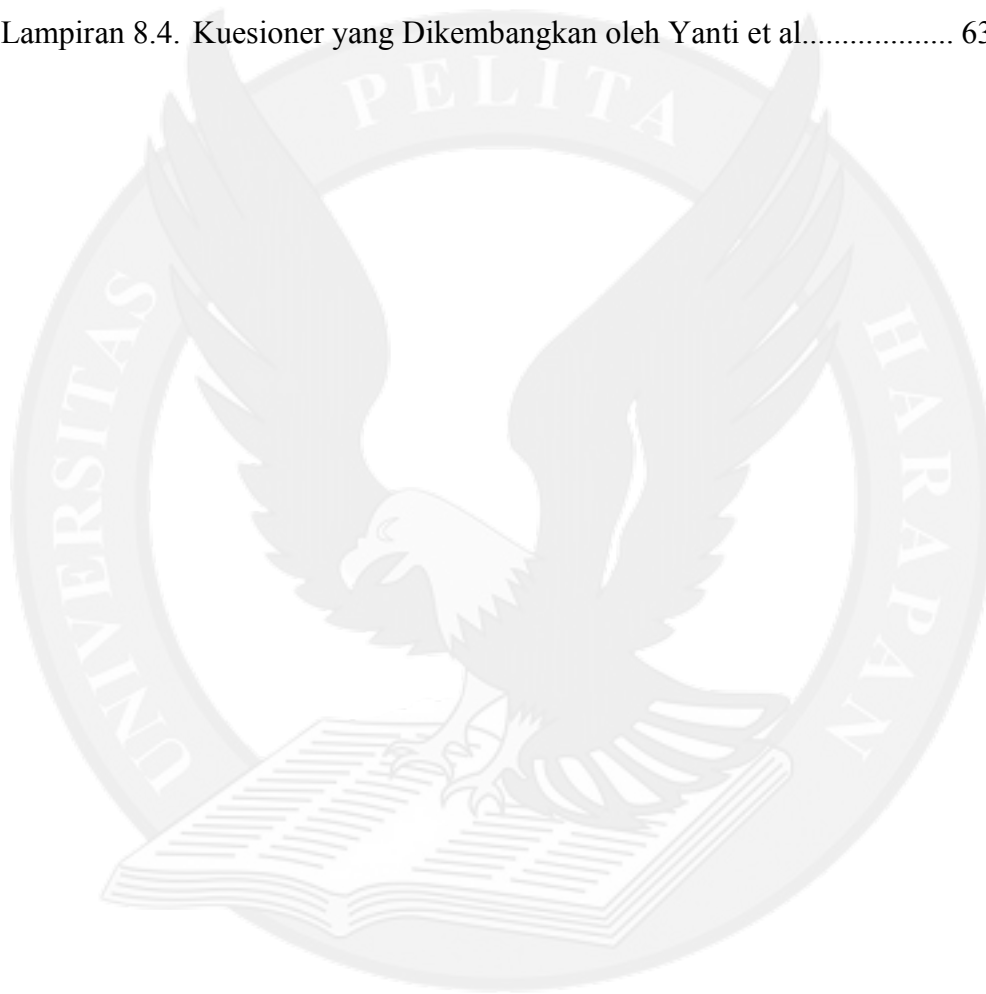 Lampiran 8.4. Kuesioner yang Dikembangkan oleh Yanti et al................... 63
UNIVERSITAS PELITA HARAPAN